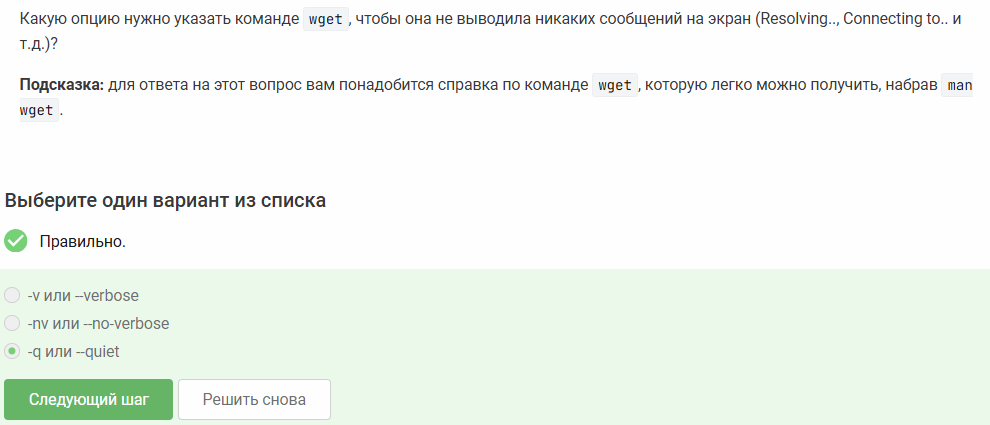 Какую опцию нужно указать команде wget, чтобы она не выводила никаких сообщений на экран (Resolving.., Connecting to.. и
т.д.)?
Подсказка: для ответа на этот вопрос вам понадобится справка по команде wget, которую легко можно получить, набрав man
wget.
Выберите один вариант из списка
Правильно.
-v или --verbose
-nv или --no-verbose
-q или --quiet
Следующий шаг
Решить снова